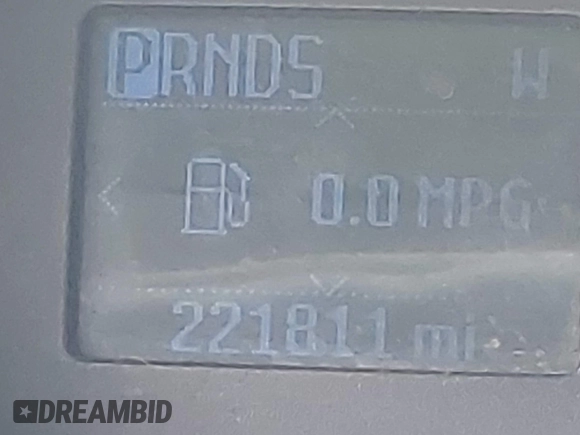 PRNDS W
0.0 MPG
221811 mi
DREAMBID